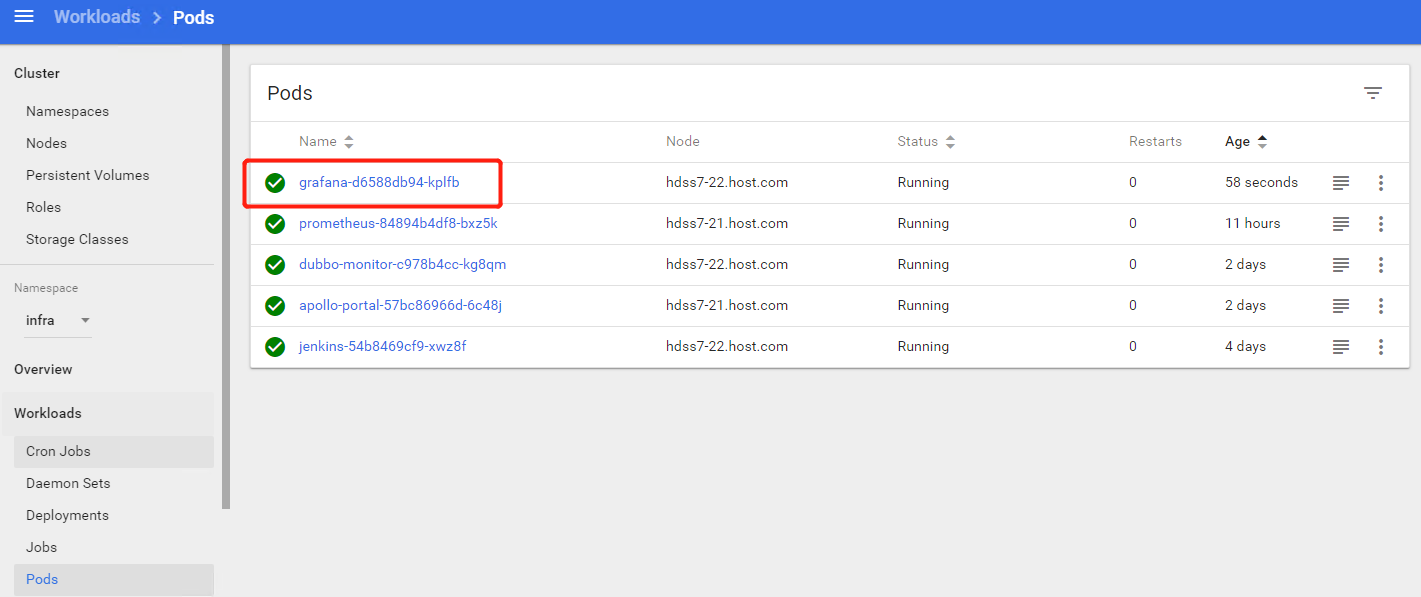 Workloads > Pods
Cluster
Namespaces
Nodes
Persistent Volumes
Roles
Storage Classes
Namespace
infra
Overview
Workloads
Cron Jobs
Daemon Sets
Deployments
Jobs
Pods
Pods
Name Node Status Restarts Age
grafana-d6588db94-kplfb hdss7-22.host.com Running 0 58 seconds
prometheus-84894b4df8-bxz5k hdss7-21.host.com Running 0 11 hours
dubbo-monitor-c978b4cc-kg8qm hdss7-22.host.com Running 0 2 days
apollo-portal-57bc86966d-6c48j hdss7-21.host.com Running 0 2 days
jenkins-54b8469cf9-xwz8f hdss7-22.host.com Running 0 4 days